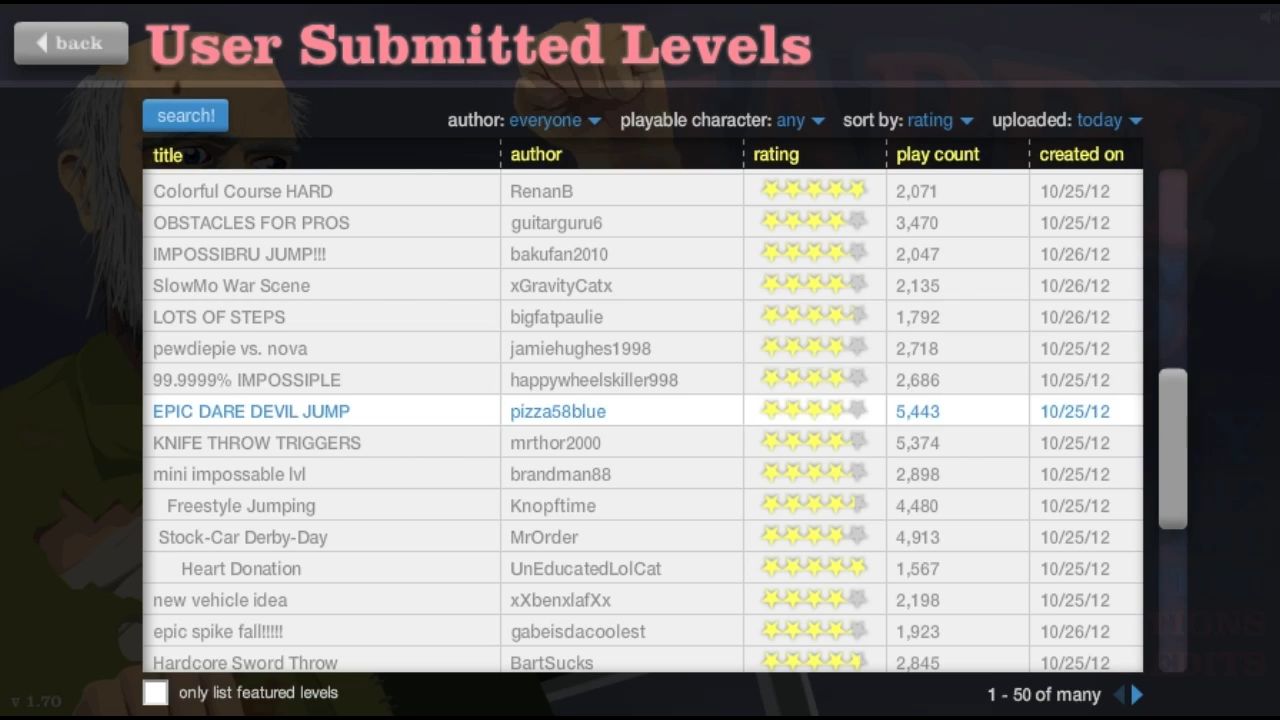 back
User Submitted Levels
search!
author: everyone playable character: any sort by: rating uploaded: today
title author rating play count created on
Colorful Course HARD RenanB 2,071 10/25/12
OBSTACLES FOR PROS guitarguru6 3,470 10/25/12
IMPOSSIBRU JUMP!!! bakufan2010 2,047 10/26/12
SlowMo War Scene xGravityCatx 2,135 10/26/12
LOTS OF STEPS bigfatpaulie 1,792 10/26/12
pewdiepie vs. nova jamiehughes1998 2,718 10/25/12
99.9999% IMPOSSIPLE happywheelskiller998 2,686 10/25/12
EPIC DARE DEVIL JUMP pizza58blue 5,443 10/25/12
KNIFE THROW TRIGGERS mrthor2000 5,374 10/25/12
mini impossable lvl brandman88 2,898 10/25/12
Freestyle Jumping Knopftime 4,480 10/25/12
Stock-Car Derby-Day MrOrder 4,913 10/25/12
Heart Donation UnEducatedLolCat 1,567 10/25/12
new vehicle idea xXbenxlafXx 2,198 10/25/12
epic spike fall!!!!! gabeisdacoolest 1,923 10/26/12
Hardcore Sword Throw BartSucks 2,845 10/25/12
only list featured levels
1 - 50 of many
v 1.70